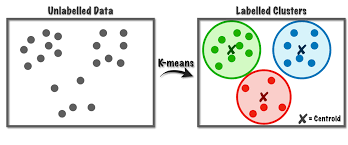 Unlabelled Data
Labelled Clusters
K-means
X = Centroid